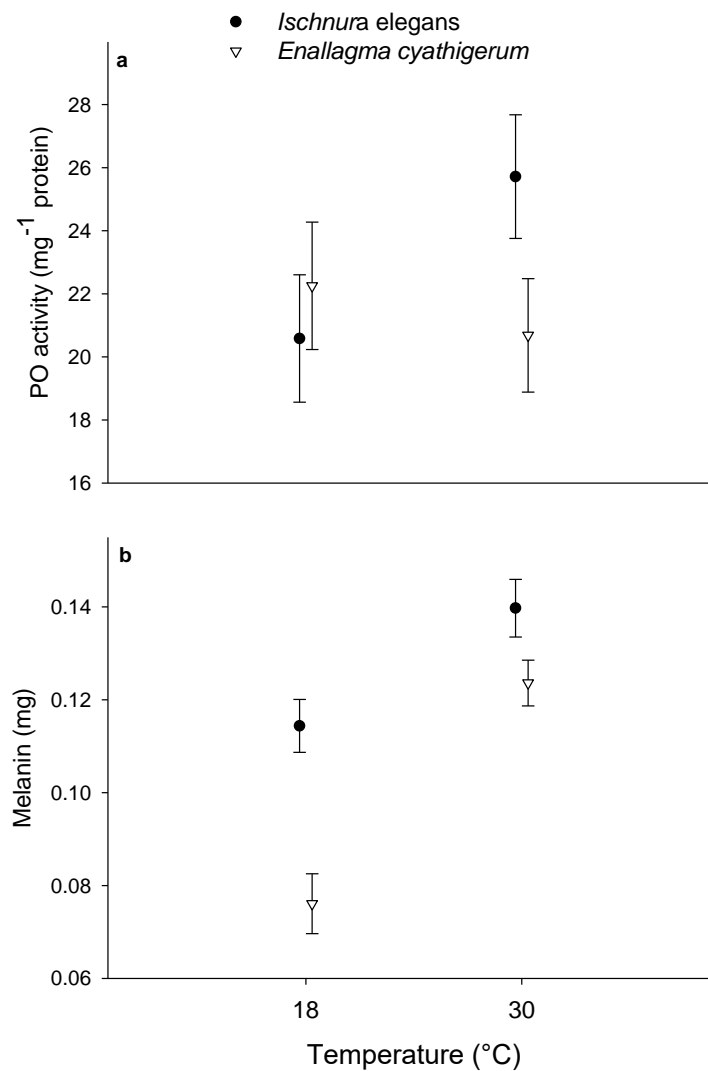 Ischnura elegans
Enallagma cyathigerum
a
28
26
24
22
20
18
16
PO activity (mg-1 protein)
b
0.14
0.12
0.10
0.08
0.06
Melanin (mg)
18 30
Temperature (°C)